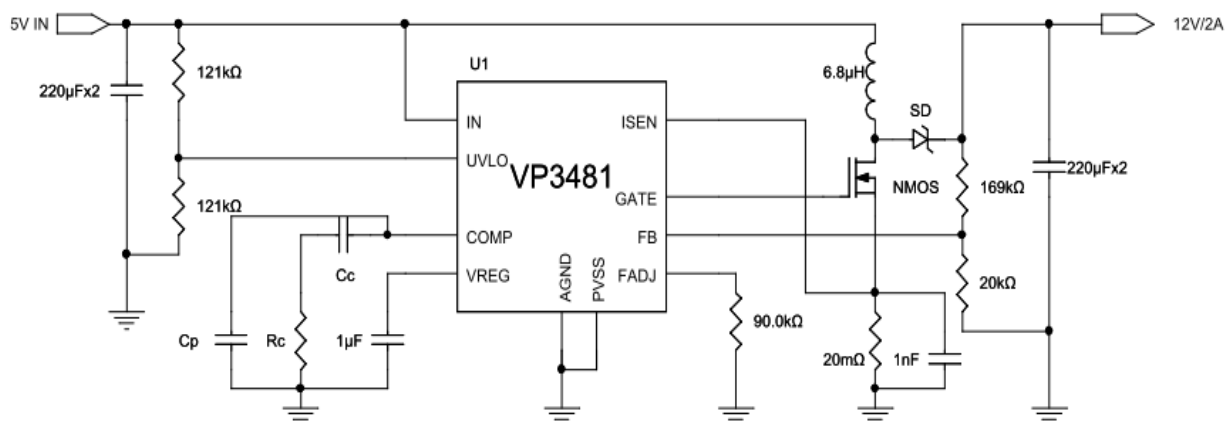 5V IN
12V/2A
U1
121kΩ
6.8µH
220µFx2
SD
IN
ISEN
UVLO
VP3481
220µFx2
NMOS
169kΩ
GATE
121kΩ
COMP
FB
Cc
VREG
AGND
PVSS
FADJ
20kΩ
90.0kΩ
Cp
Rc
1µF
20mΩ
1nF